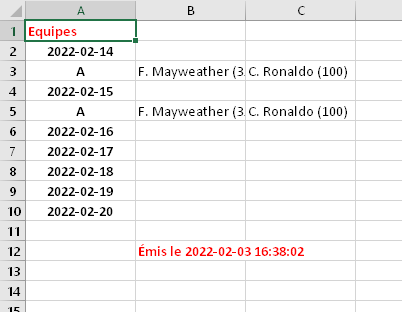 A B C
1 Equipes
2 2022-02-14
3 A F. Mayweather (3 C. Ronaldo (100)
4 2022-02-15
5 A F. Mayweather (3 C. Ronaldo (100)
6 2022-02-16
7 2022-02-17
8 2022-02-18
9 2022-02-19
10 2022-02-20
11
12 Émis le 2022-02-03 16:38:02
13
14
15